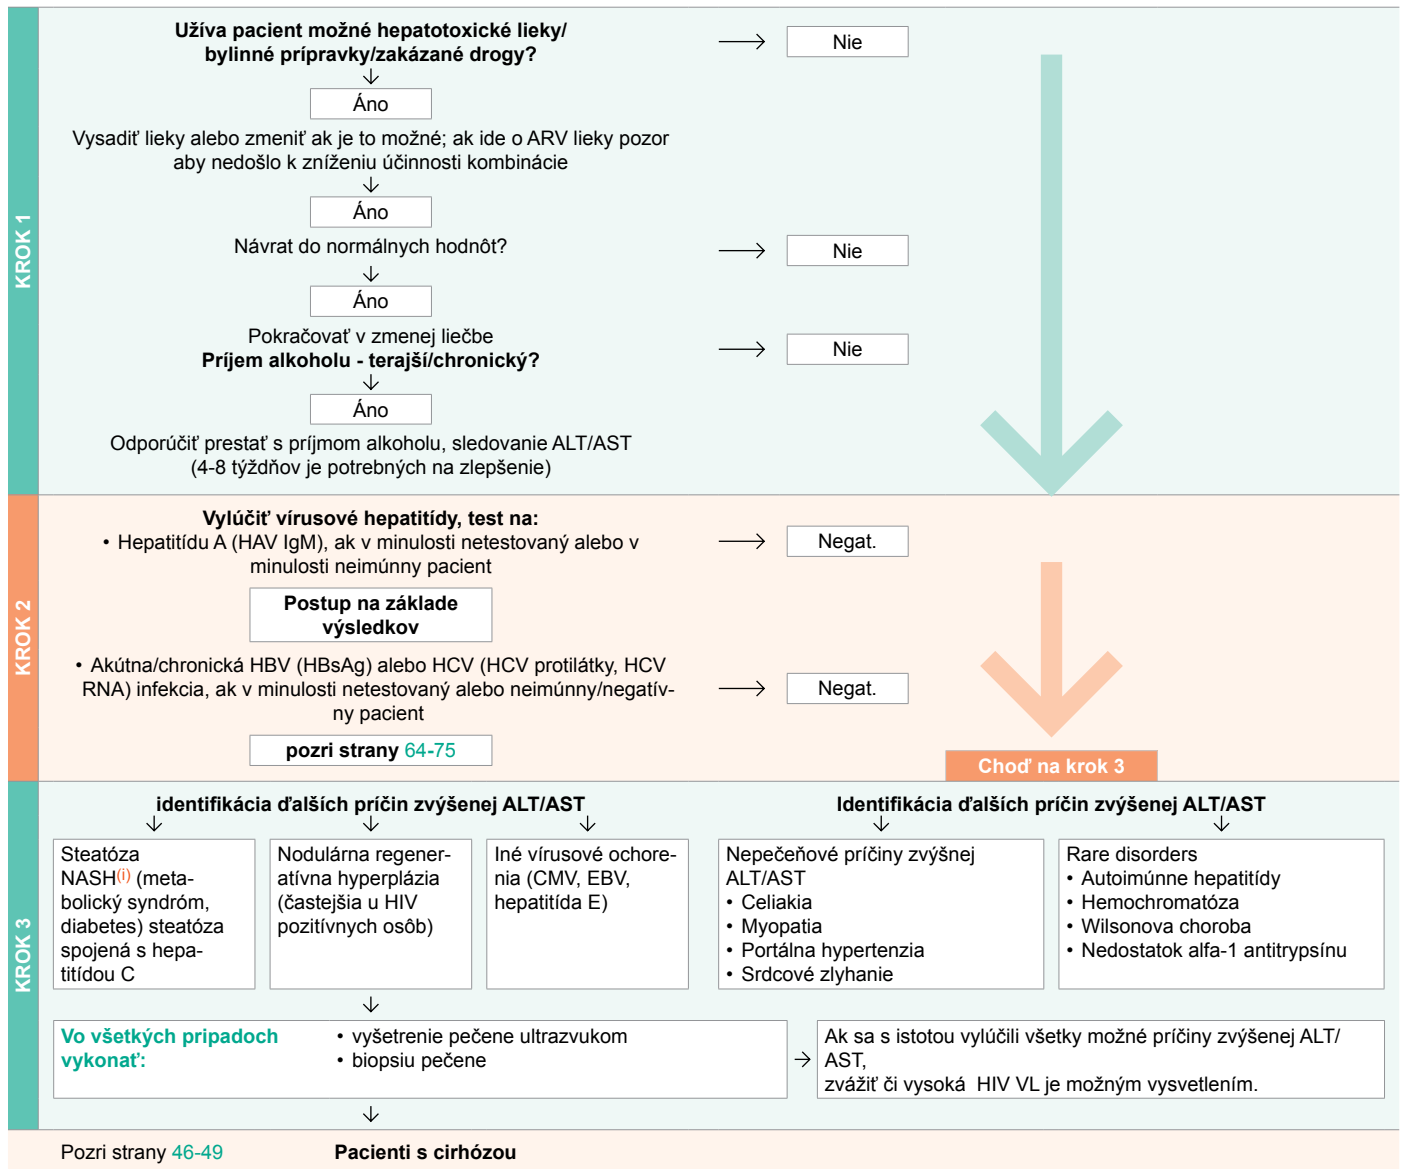 KROK 1
Užíva pacient možné hepatotoxické lieky/
bylinné prípravky/zakázané drogy?
Nie
Áno
Vysadiť lieky alebo zmeniť ak je to možné; ak ide o ARV lieky pozor
aby nedošlo k zníženiu účinnosti kombinácie
Áno
Návrat do normálnych hodnôt?
Nie
Áno
Pokračovať v zmenej liečbe
Príjem alkoholu - terajší/chronický?
Nie
Áno
Odporúčiť prestať s príjmom alkoholu, sledovanie ALT/AST
(4-8 týždňov je potrebných na zlepšenie)
KROK 2
Vylúčiť vírusové hepatitídy, test na:
• Hepatitídu A (HAV IgM), ak v minulosti netestovaný alebo v
minulosti neimúnny pacient
Negat.
Postup na základe
výsledkov
• Akútna/chronická HBV (HBsAg) alebo HCV (HCV protilátky, HCV
RNA) infekcia, ak v minulosti netestovaný alebo neimúnny/negatív-
ny pacient
Negat.
pozri strany 64-75
Choď na krok 3
KROK 3
identifikácia ďalších príčin zvýšenej ALT/AST
Steatóza
NASH(i) (meta-
bolický syndróm,
diabetes) steatóza
spojená s hepa-
titídou C
Nodulárna regener-
atívna hyperplázia
(častejšia u HIV
pozitívnych osôb)
Iné vírusové ochore-
nia (CMV, EBV,
hepatitída E)
Identifikácia ďalších príčin zvýšenej ALT/AST
Nepečeňové príčiny zvýšnej
ALT/AST
• Celiakia
• Myopatia
• Portálna hypertenzia
• Srdcové zlyhanie
Rare disorders
• Autoimúnne hepatitídy
• Hemochromatóza
• Wilsonova choroba
• Nedostatok alfa-1 antitrypsínu
Vo všetkých pripadoch
vykonať:
• vyšetrenie pečene ultrazvukom
• biopsiu pečene
Ak sa s istotou vylúčili všetky možné príčiny zvýšenej ALT/
AST,
zvážiť či vysoká HIV VL je možným vysvetlením.
Pozri strany 46-49
Pacienti s cirhózou